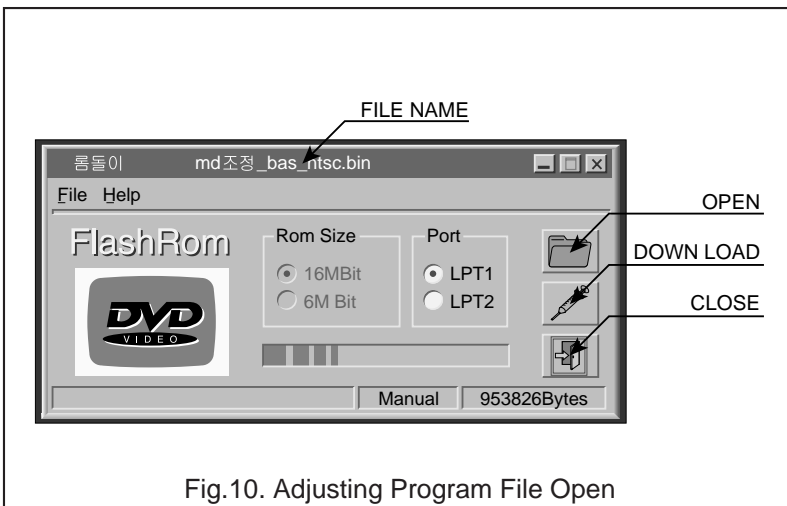 FILE NAME
롬돌이 md조정_bas_ntsc.bin
File Help
OPEN
FlashRom
Rom Size
Port
16MBit
LPT1
DOWN LOAD
6M Bit
LPT2
CLOSE
DVD
VIDEO
Manual
953826Bytes
Fig.10. Adjusting Program File Open